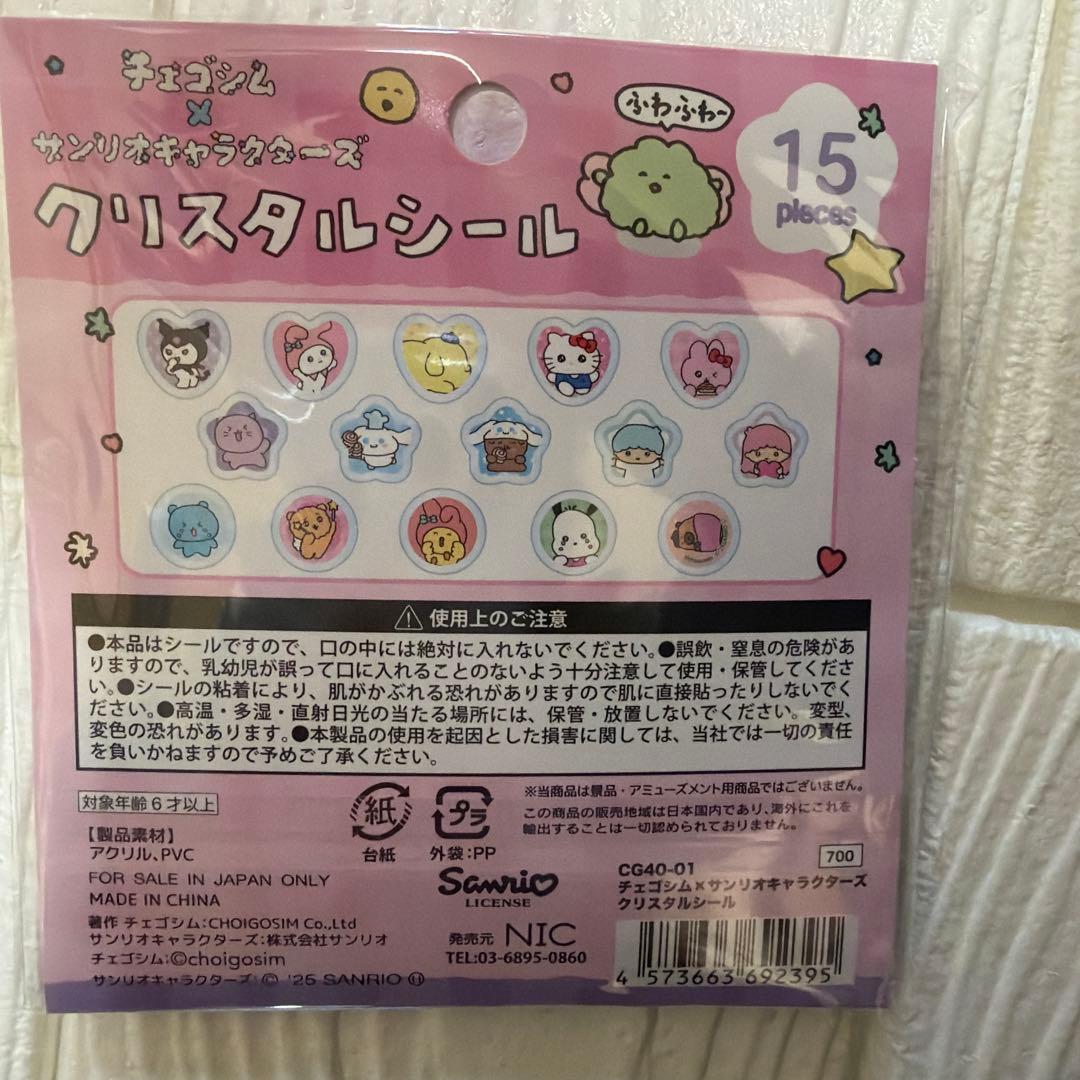 チェゴシム
×
サンリオキャラクターズ
クリスタルシール
ふわふわ〜
15
pieces
⚠ 使用上のご注意
●本品はシールですので、口の中には絶対に入れないでください。●誤飲・窒息の危険があ
りますので、乳幼児が誤って口に入れることのないよう十分注意して使用・保管してくださ
い。●シールの粘着により、肌がかぶれる恐れがありますので肌に直接貼ったりしないでく
ださい。●高温・多湿・直射日光の当たる場所には、保管・放置しないでください。変型、
変色の恐れがあります。●本製品の使用を起因とした損害に関しては、当社では一切の責任
を負いかねますので予めご了承ください。
対象年齢6才以上
【製品素材】
アクリル、PVC
FOR SALE IN JAPAN ONLY
MADE IN CHINA
著作 チェゴシム:CHOIGOSIM Co.,Ltd
サンリオキャラクターズ:株式会社サンリオ
チェゴシム:©choigosim
サンリオキャラクターズ:© '25 SANRIO Ⓗ
紙
台紙
プラ
外袋:PP
Sanrio
LICENSE
発売元 NIC
TEL:03-6895-0860
※当商品は景品・アミューズメント用商品ではございません。
この商品の販売地域は日本国内であり、海外にこれを
輸出することは一切認められておりません。
700
CG40-01
チェゴシム×サンリオキャラクターズ
クリスタルシール
4 573663 692395